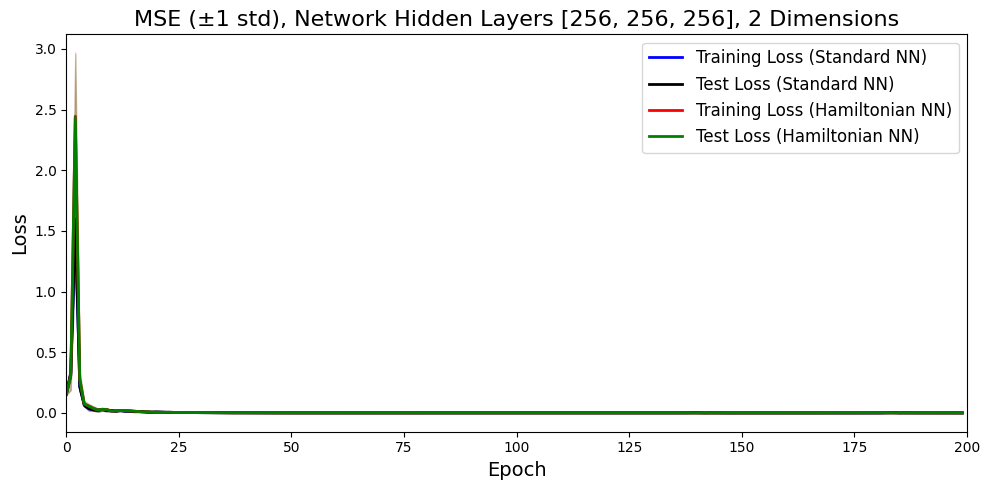 MSE (±1 std), Network Hidden Layers [256, 256, 256], 2 Dimensions
Training Loss (Standard NN)
Test Loss (Standard NN)
Training Loss (Hamiltonian NN)
Test Loss (Hamiltonian NN)
Loss
3.0
2.5
2.0
1.5
1.0
0.5
0.0
0 25 50 75 100 125 150 175 200
Epoch